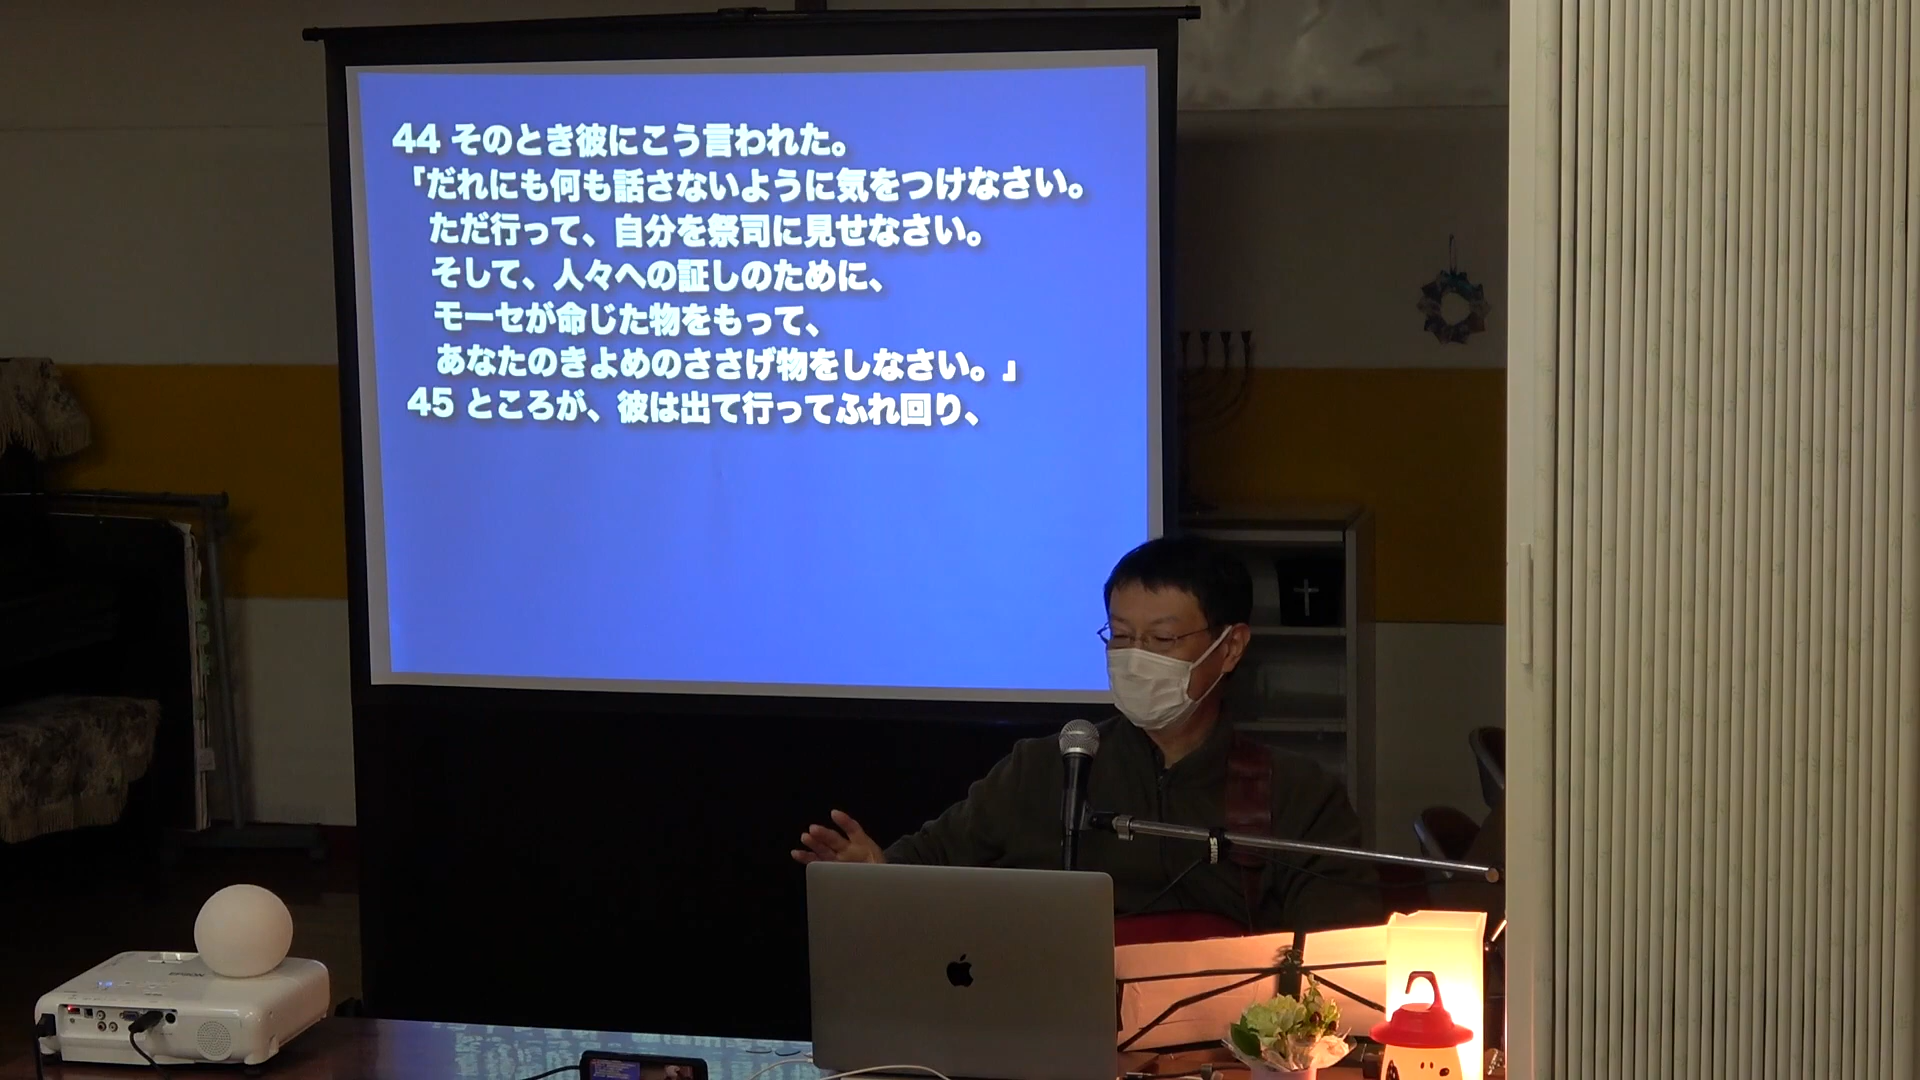 44 そのとき彼にこう言われた。
「だれにも何も話さないように気をつけなさい。
ただ行って、自分を祭司に見せなさい。
そして、人々への証しのために、
モーセが命じた物をもって、
あなたのきよめのささげ物をしなさい。」
45 ところが、彼は出て行ってふれ回り、
EPSON